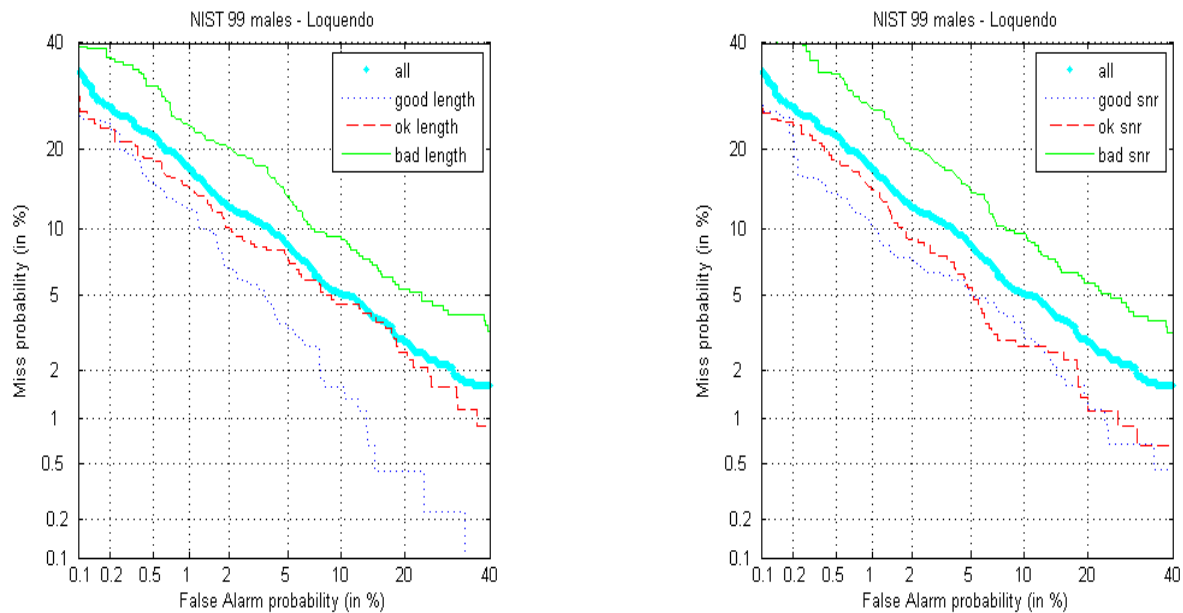 NIST 99 males - Loquendo
40
20
10
5
2
1
0.5
0.2
0.1
Miss probability (in %)
all
good length
ok length
bad length
0.1 0.2 0.5 1 2 5 10 20 40
False Alarm probability (in %)
NIST 99 males - Loquendo
40
20
10
5
2
1
0.5
0.2
0.1
Miss probability (in %)
all
good snr
ok snr
bad snr
0.1 0.2 0.5 1 2 5 10 20 40
False Alarm probability (in %)